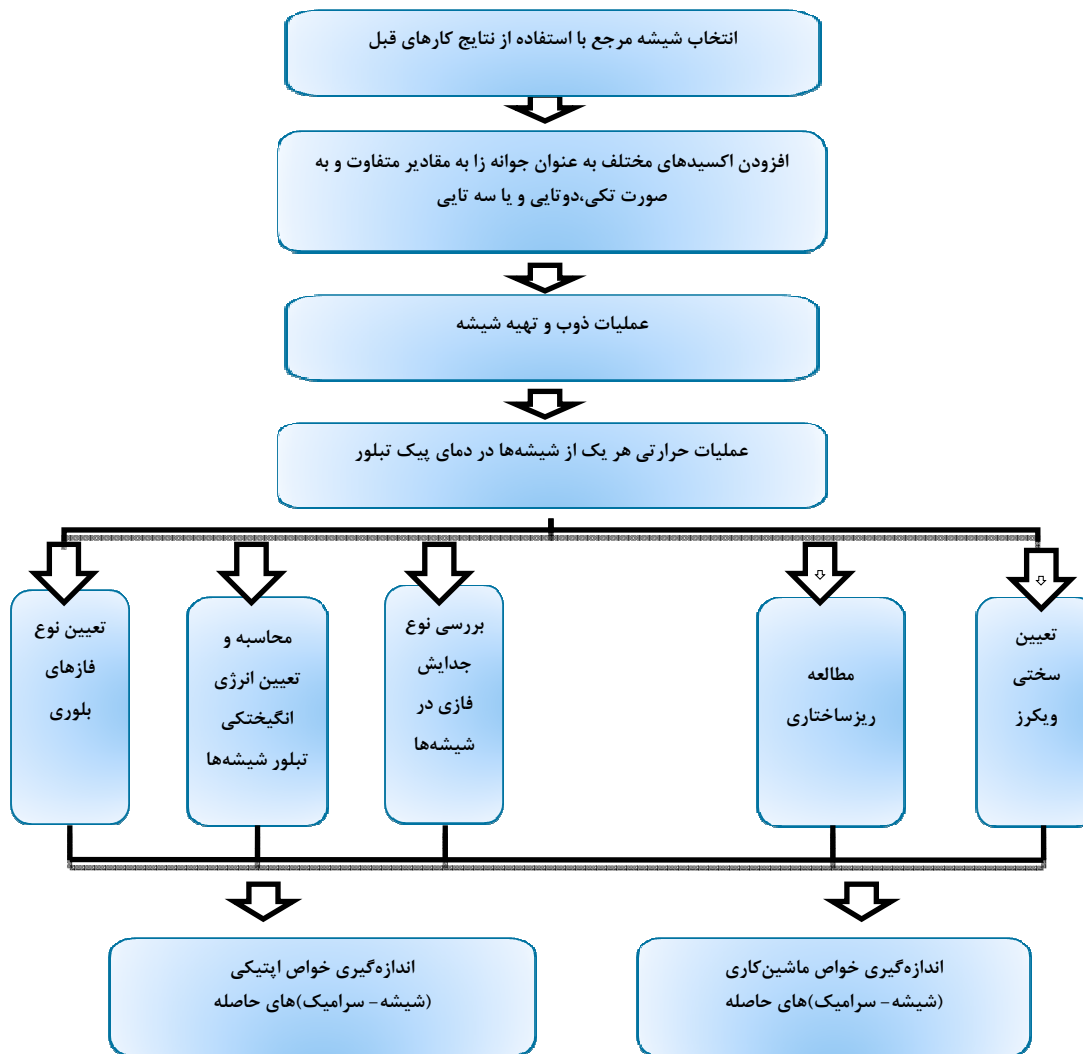 انتخاب شیشه مرجع با استفاده از نتایج کارهای قبل
افزودن اکسیدهای مختلف به عنوان جوانه زا به مقادیر متفاوت و به
صورت تکی،دوتایی و یا سه تایی
عملیات ذوب و تهیه شیشه
عملیات حرارتی هر یک از شیشه‌ها در دمای پیک تبلور
تعیین
سختی
ویکرز
مطالعه
ریزساختاری
بررسی نوع
جدایش
فازی در
شیشه‌ها
محاسبه و
تعیین انرژی
انگیختکی
تبلور شیشه‌ها
تعیین نوع
فازهای
بلوری
اندازه‌گیری خواص ماشین‌کاری
(شیشه- سرامیک)های حاصله
اندازه‌گیری خواص اپتیکی
(شیشه- سرامیک)های حاصله